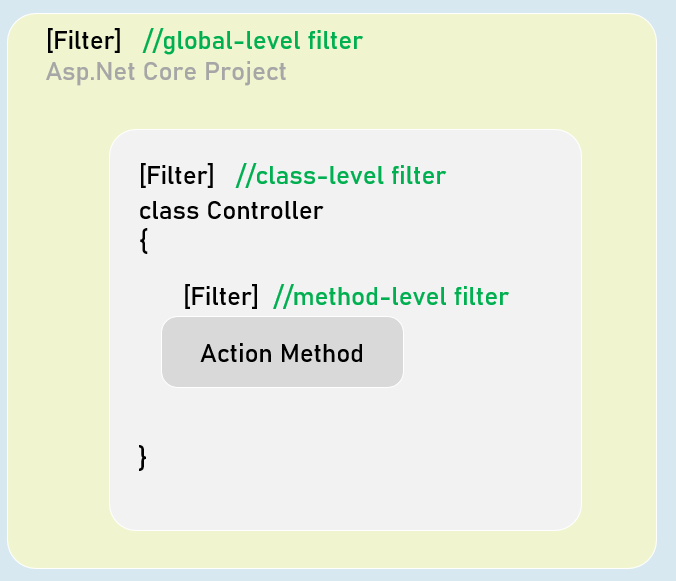 [Filter] //global-level filter
Asp.Net Core Project
[Filter] //class-level filter
class Controller
{
[Filter] //method-level filter
Action Method
}